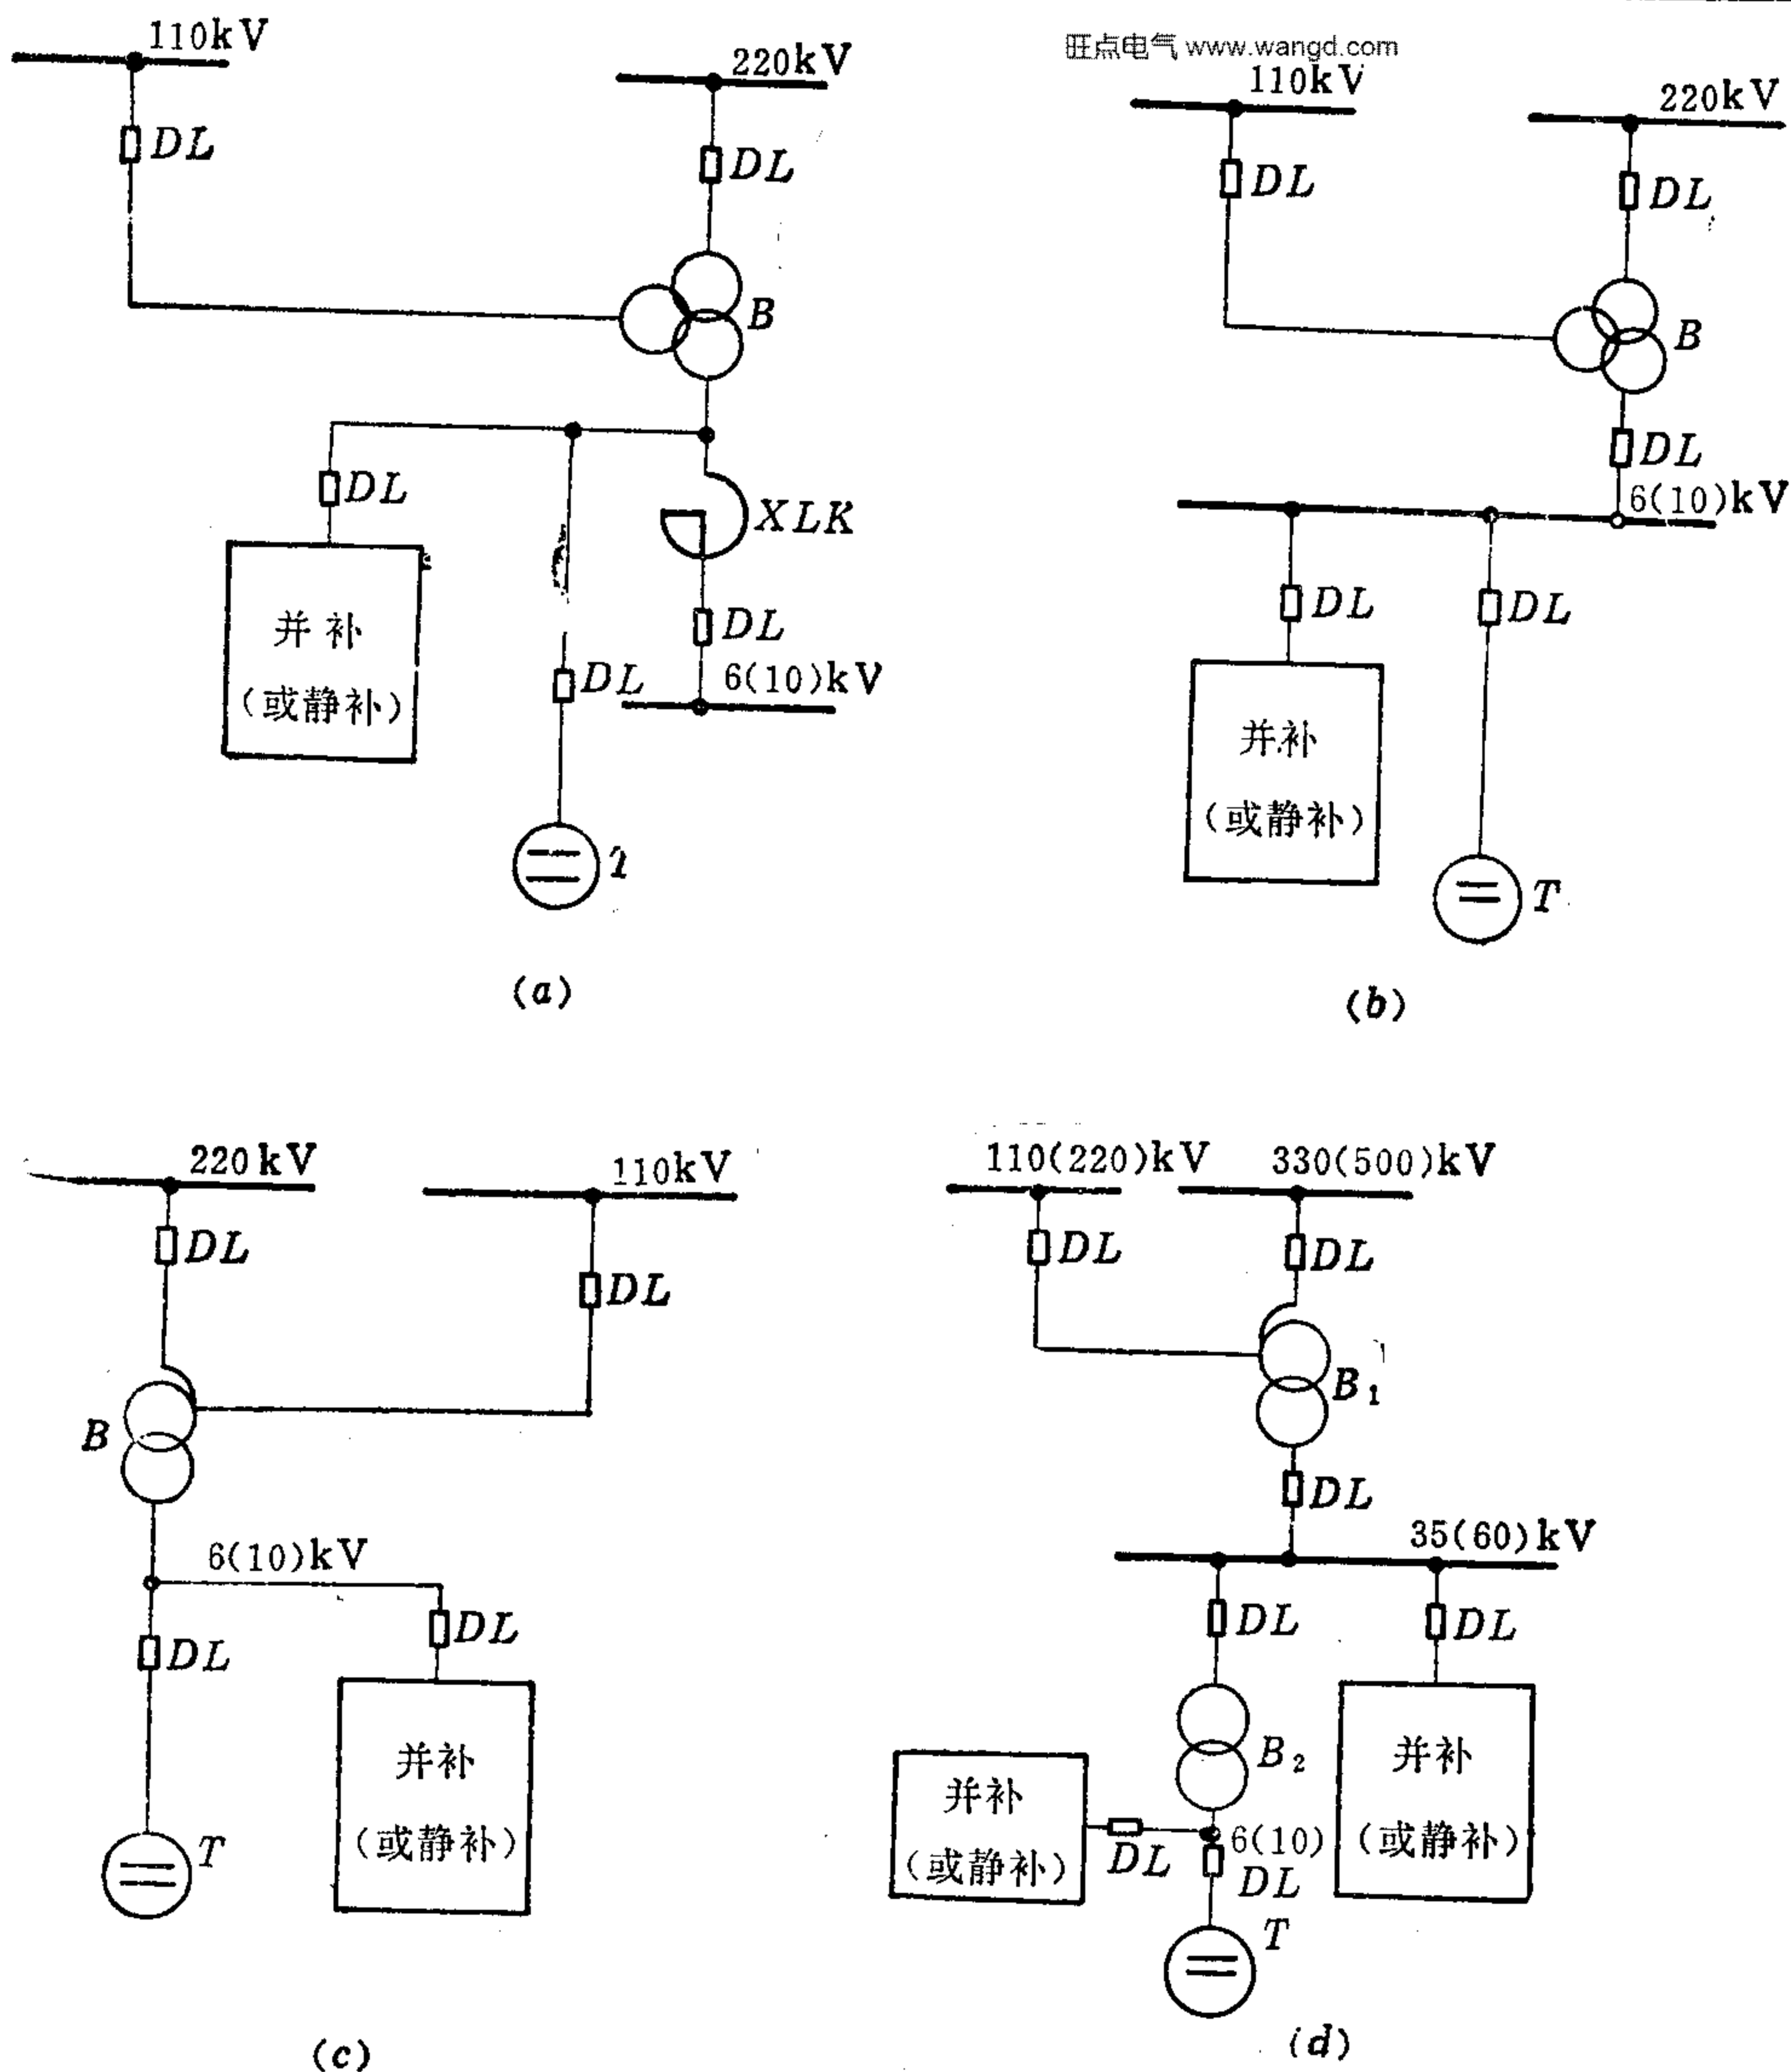 旺点电气 www.wangd.com
110kV
220kV
DL
DL
B
DL
XLK
DL
DL
6(10)kV
并补
(或静补)
(a)
110kV
220kV
DL
DL
B
DL
6(10)kV
DL
DL
并补
(或静补)
T
(b)
220kV
110kV
DL
DL
B
6(10)kV
DL
DL
并补
(或静补)
T
(c)
110(220)kV
330(500)kV
DL
DL
B1
DL
35(60)kV
DL
DL
B2
并补
(或静补)
并补
(或静补)
DL
6(10)
DL
T
(d)